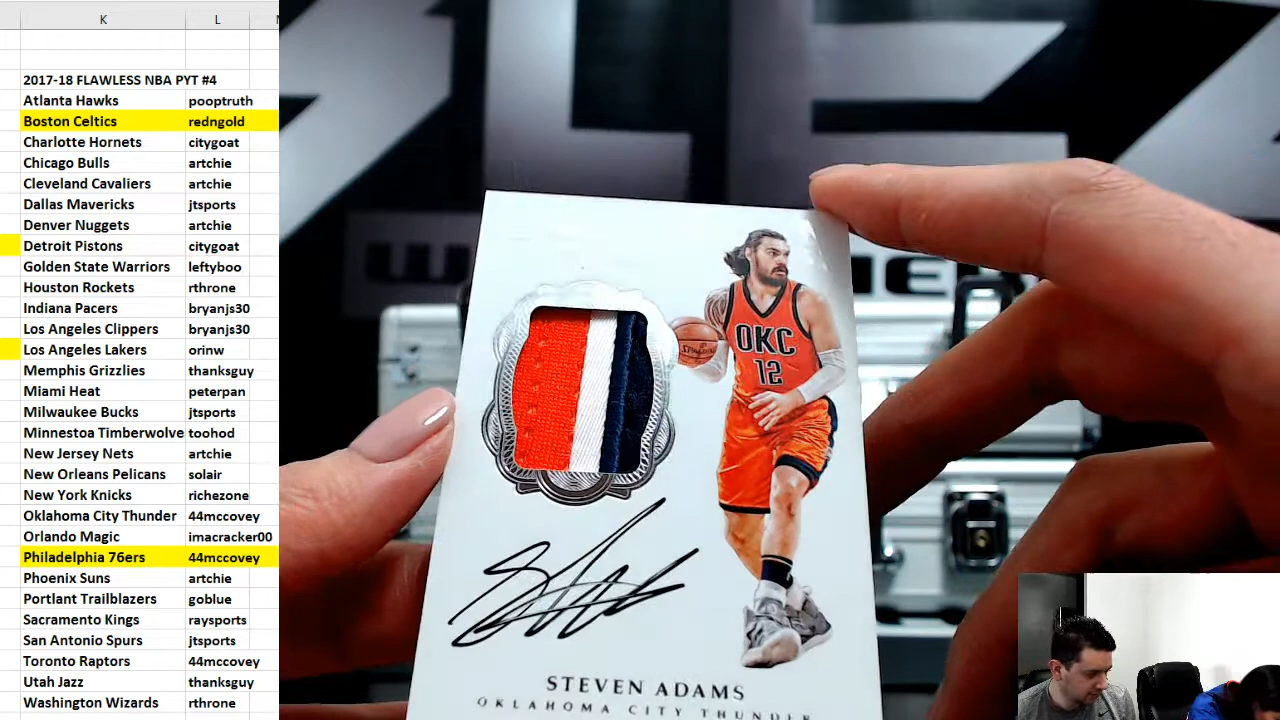 K L
2017-18 FLAWLESS NBA PYT #4
Atlanta Hawks pooptruth
Boston Celtics redngold
Charlotte Hornets citygoat
Chicago Bulls artchie
Cleveland Cavaliers artchie
Dallas Mavericks jtsports
Denver Nuggets artchie
Detroit Pistons citygoat
Golden State Warriors leftyboo
Houston Rockets rthrone
Indiana Pacers bryanjs30
Los Angeles Clippers bryanjs30
Los Angeles Lakers orinw
Memphis Grizzlies thanksguy
Miami Heat peterpan
Milwaukee Bucks jtsports
Minnestoa Timberwolve toohod
New Jersey Nets artchie
New Orleans Pelicans solair
New York Knicks richezone
Oklahoma City Thunder 44mccovey
Orlando Magic imacracker00
Philadelphia 76ers 44mccovey
Phoenix Suns artchie
Portlant Trailblazers goblue
Sacramento Kings raysports
San Antonio Spurs jtsports
Toronto Raptors 44mccovey
Utah Jazz thanksguy
Washington Wizards rthrone
OKC
12
SPALDING
STEVEN ADAMS
OKLAHOMA CITY THUNDER